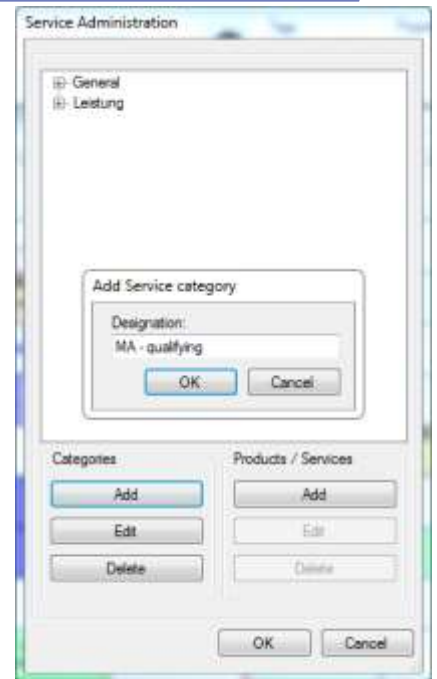 Service Administration
General
Leistung
Add Service category
Designation:
MA - qualifying
OK Cancel
Categories Products / Services
Add Add
Edit Edit
Delete Delete
OK Cancel